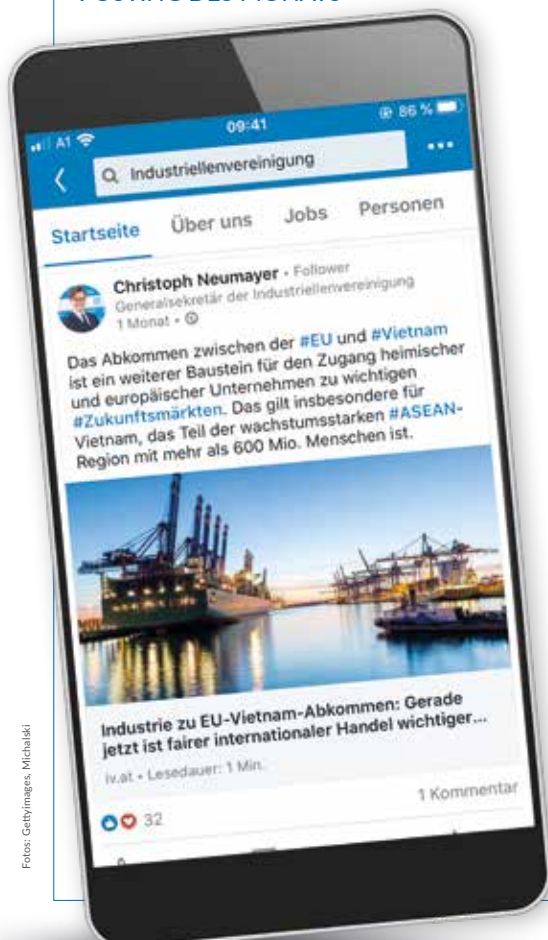 A1
09:41
86 %
Industriellenvereinigung
Startseite Über uns Jobs Personen
Christoph Neumayer • Follower
Generalsekretär der Industriellenvereinigung
1 Monat •
Das Abkommen zwischen der #EU und #Vietnam
ist ein weiterer Baustein für den Zugang heimischer
und europäischer Unternehmen zu wichtigen
#Zukunftsmärkten. Das gilt insbesondere für
Vietnam, das Teil der wachstumsstarken #ASEAN-
Region mit mehr als 600 Mio. Menschen ist.
Industrie zu EU-Vietnam-Abkommen: Gerade
jetzt ist fairer internationaler Handel wichtiger...
iv.at • Lesedauer: 1 Min.
32
1 Kommentar
Fotos: Gettyimages, Michalski